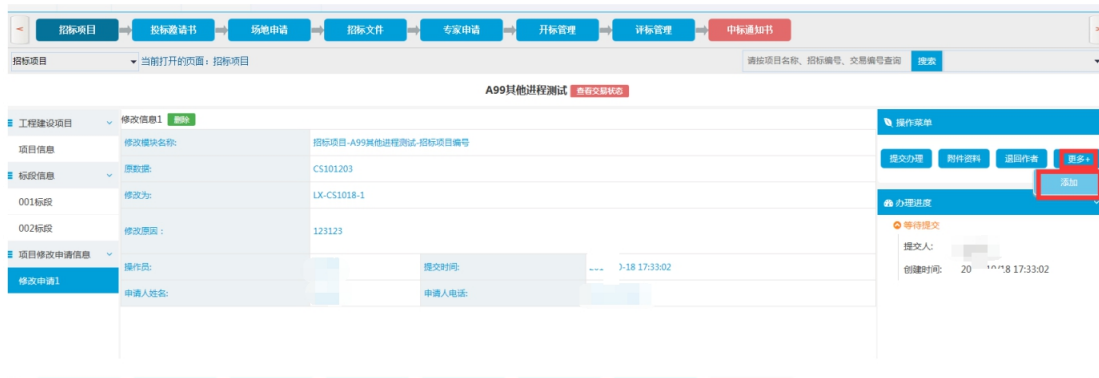 < 招标项目 投标邀请书 场地申请 招标文件 专家申请 开标管理 评标管理 中标通知书 >
招标项目 当前打开的页面：招标项目 请按项目名称、招标编号、交易编号查询 搜索
A99其他进程测试 查看交易状态
工程建设项目
项目信息
标段信息
001标段
002标段
项目修改申请信息
修改申请1
修改信息1 删除
修改模块名称: 招标项目-A99其他进程测试-招标项目编号
原数据: CS101203
修改为: LX-CS1018-1
修改原因： 123123
操作员: 提交时间: -18 17:33:02
申请人姓名: 申请人电话:
操作菜单
提交办理 附件资料 退回作者 更多+
添加
办理进度
等待提交
提交人:
创建时间: 20 18 17:33:02